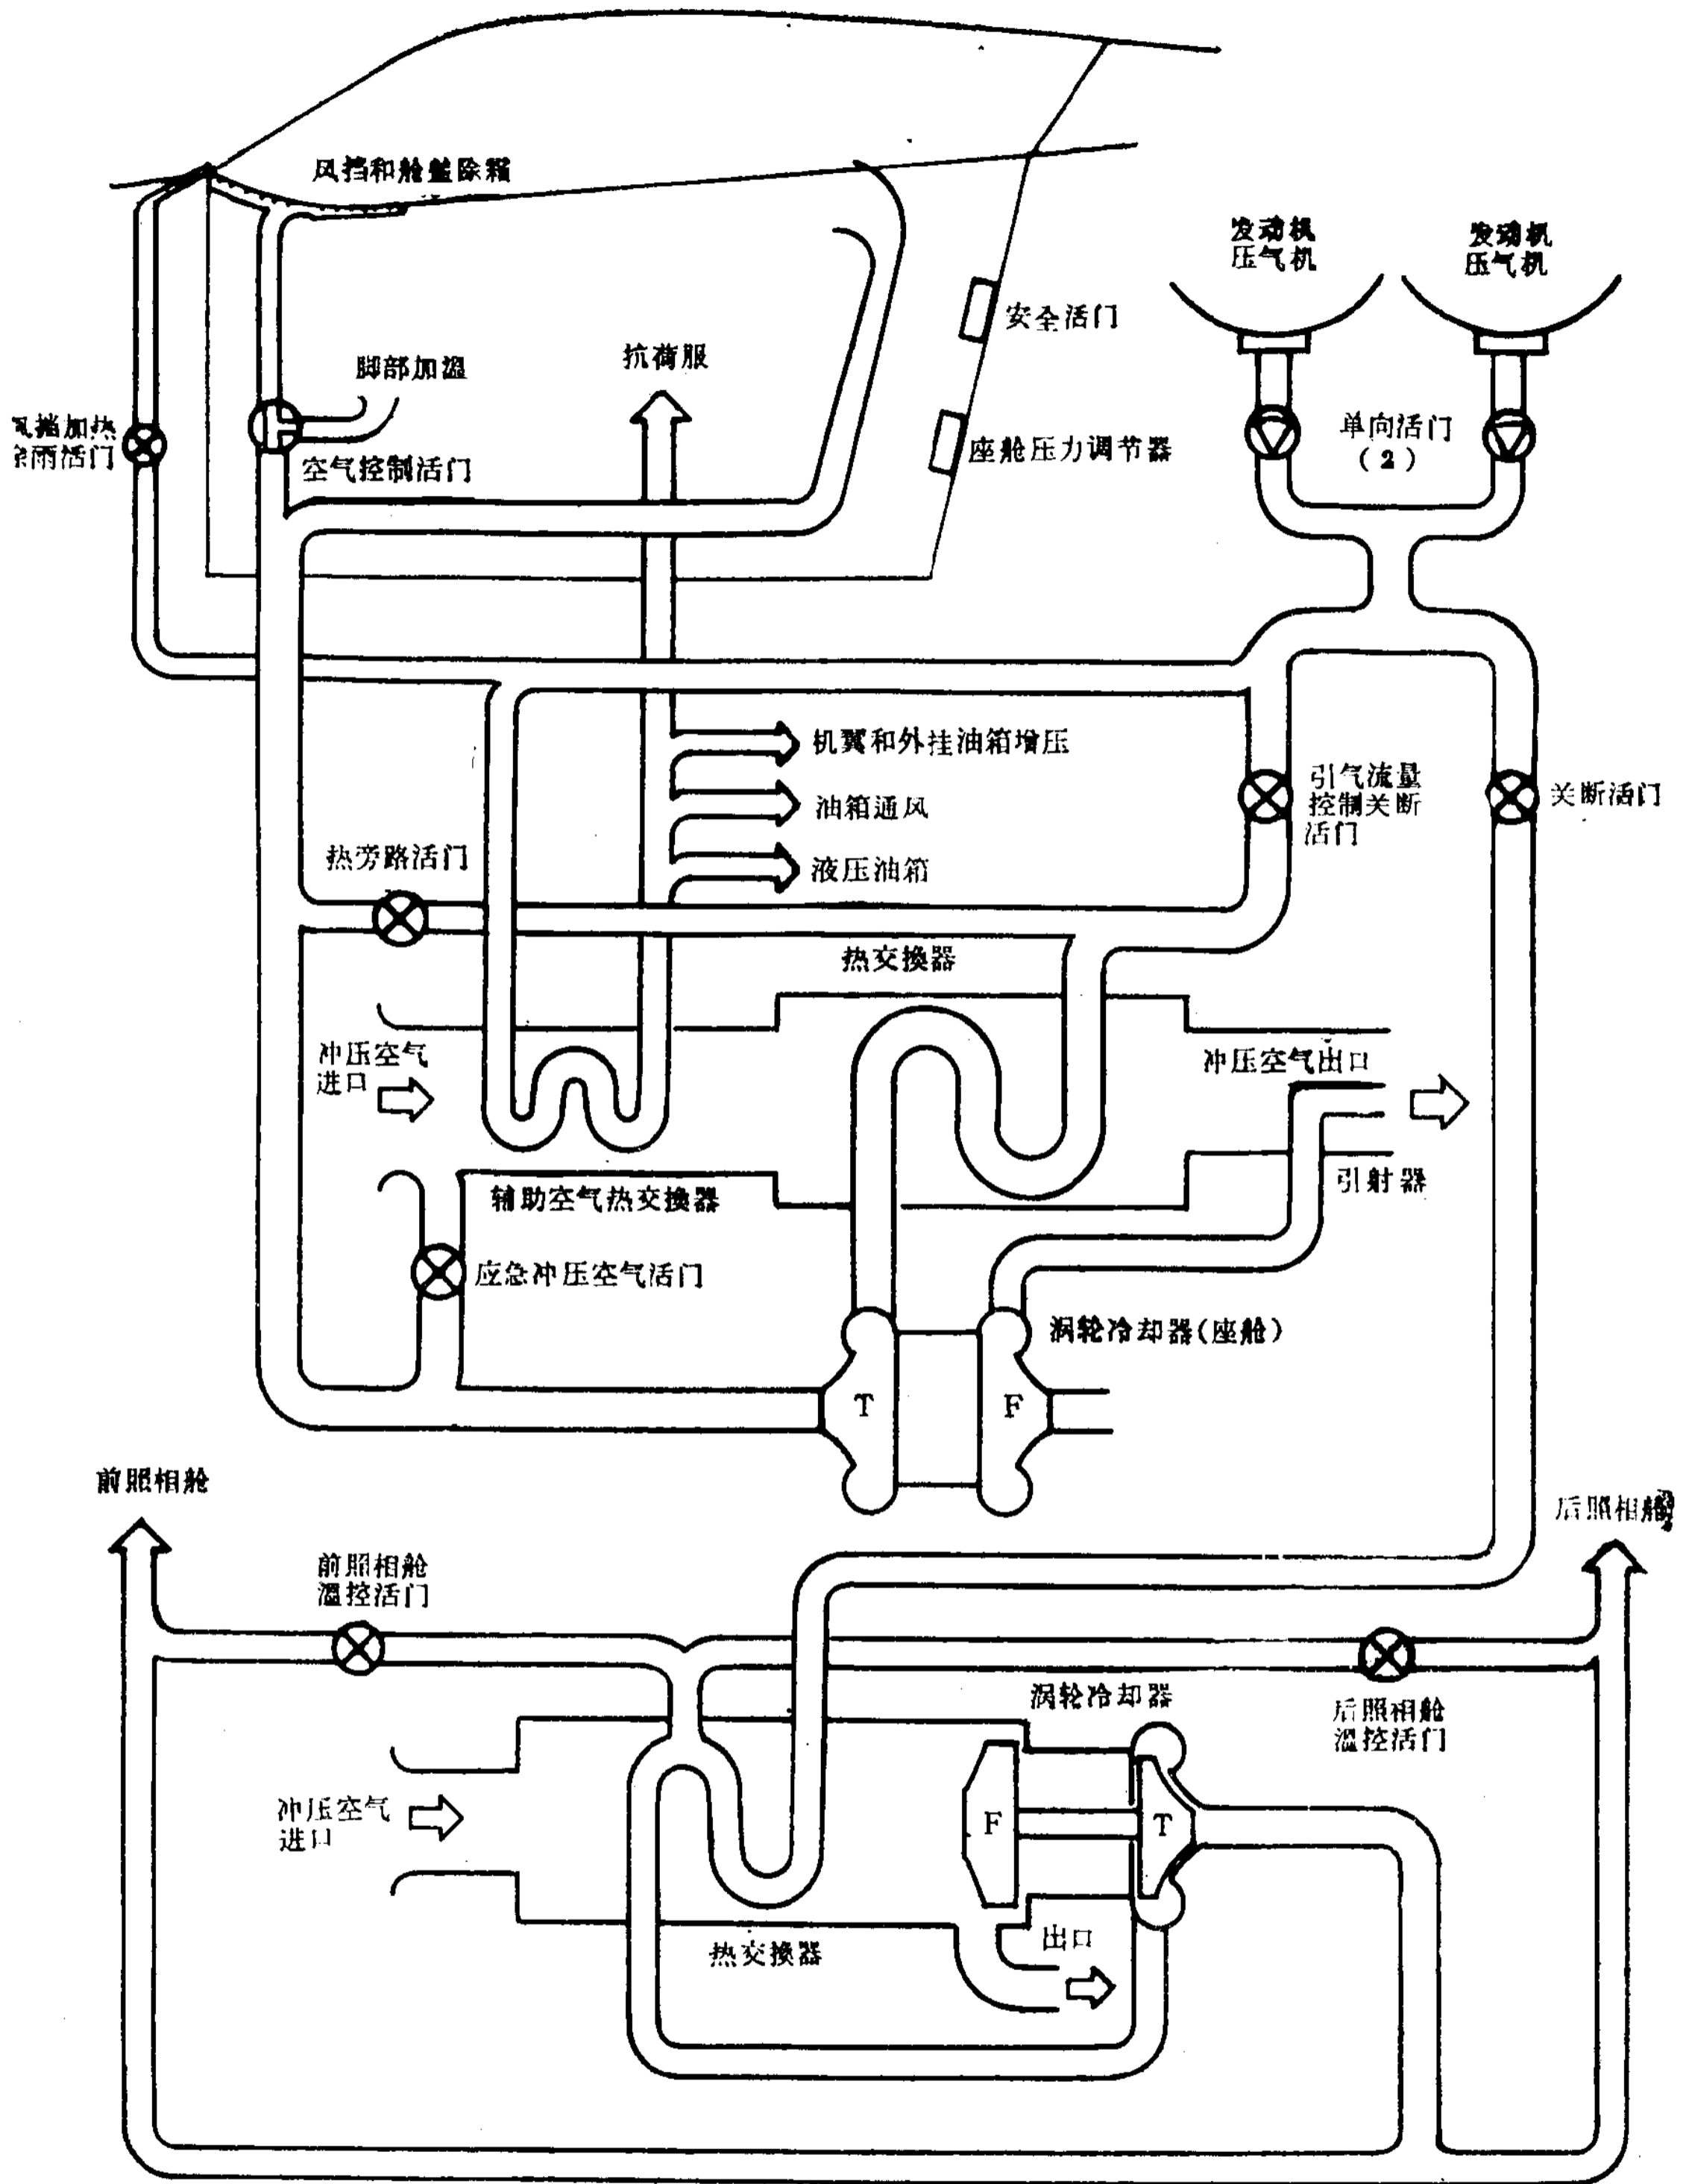 风挡和舱盖除霜
发动机
压气机
发动机
压气机
安全活门
抗荷服
脚部加温
单向活门
(2)
风挡加热
除雨活门
座舱压力调节器
空气控制活门
机翼和外挂油箱增压
引气流量
控制关断
活门
关断活门
油箱通风
热旁路活门
液压油箱
热交换器
冲压空气
进口
冲压空气出口
辅助空气热交换器
引射器
应急冲压空气活门
涡轮冷却器(座舱)
T
F
前照相舱
后照相舱
前照相舱
温控活门
涡轮冷却器
后照相舱
温控活门
冲压空气
进口
F
T
出口
热交换器